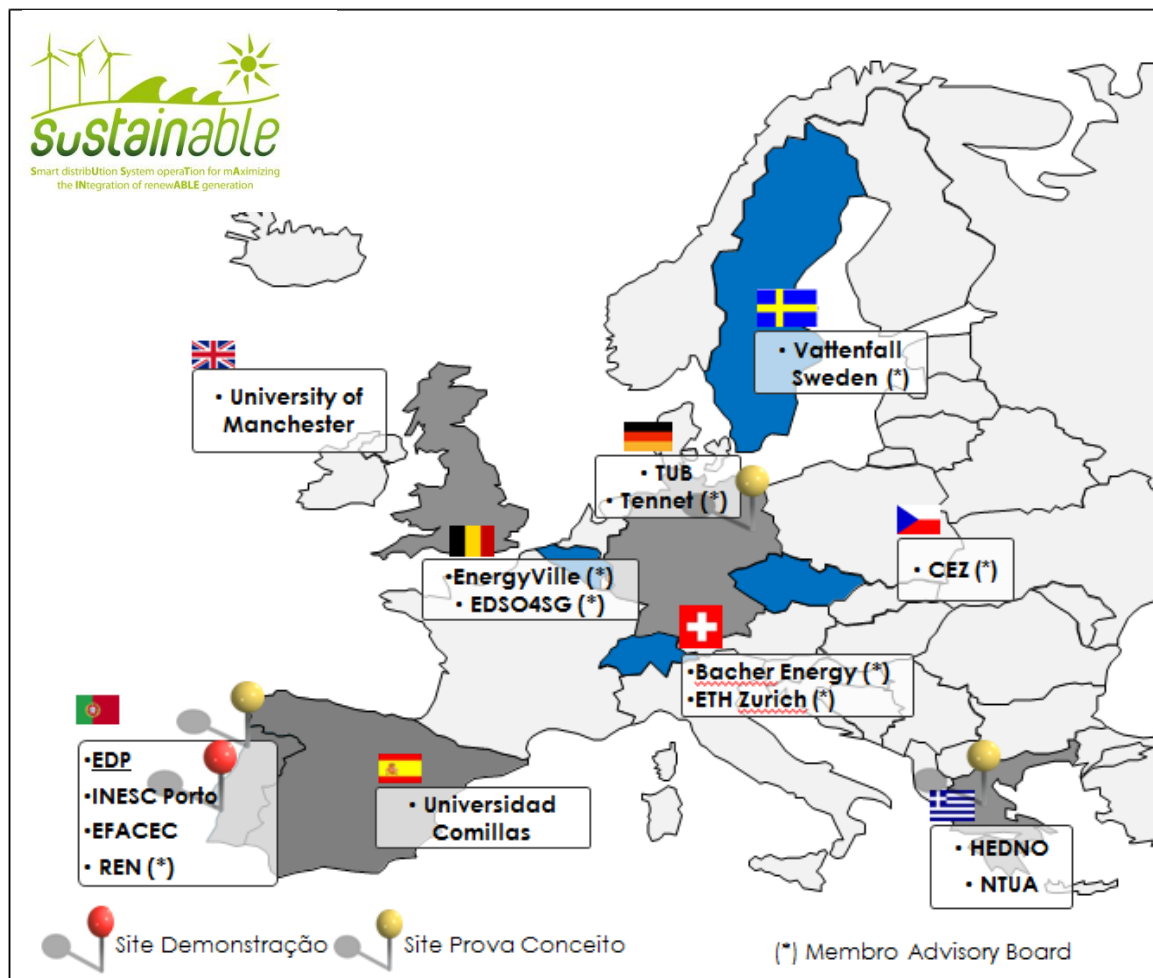 sustainable
Smart distribUtion System operaTion for mAximizing
the INtegration of renewABLE generation
• Vattenfall
Sweden (*)
• University of
Manchester
• TUB
• Tennet (*)
• CEZ (*)
•EnergyVille (*)
• EDSO4SG (*)
•Bacher Energy (*)
•ETH Zurich (*)
•EDP
•INESC Porto
•EFACEC
• REN (*)
• Universidad
Comillas
• HEDNO
• NTUA
Site Demonstração
Site Prova Conceito
(*) Membro Advisory Board